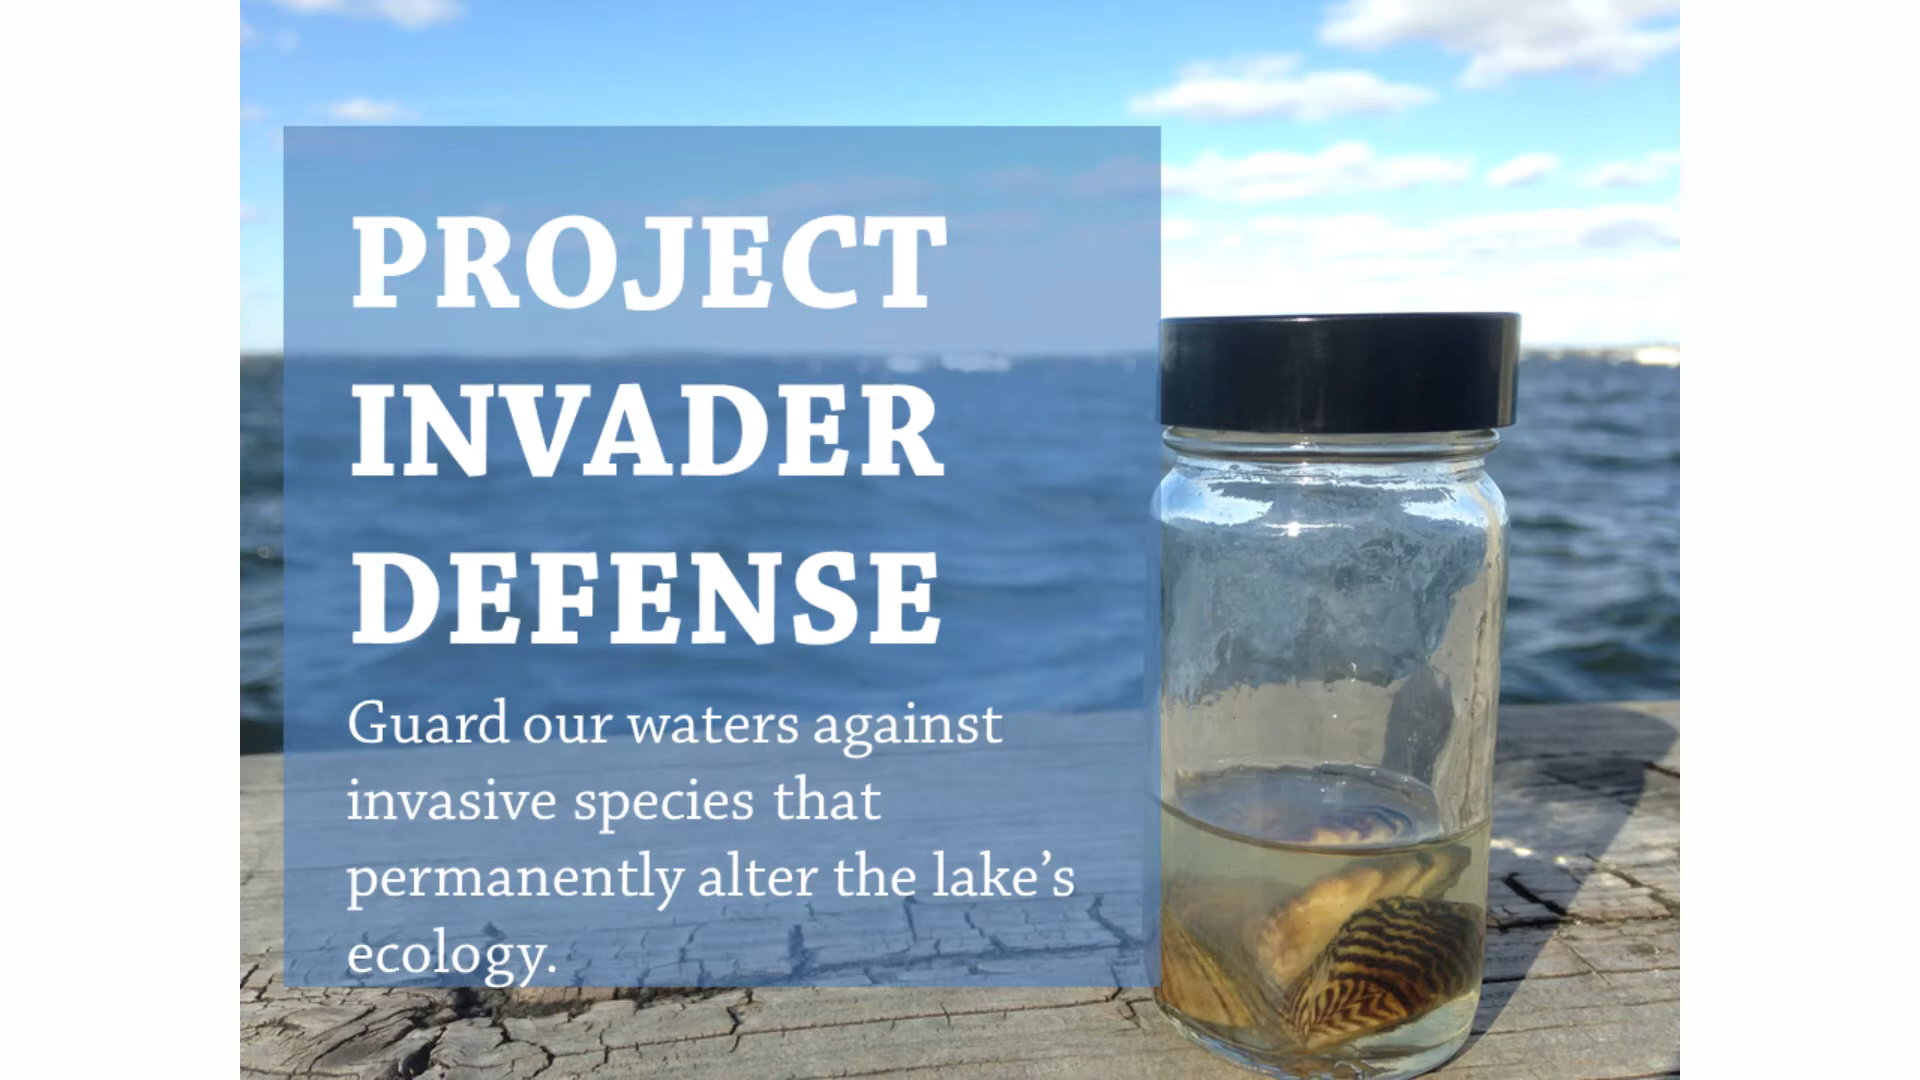 PROJECT
INVADER
DEFENSE
Guard our waters against
invasive species that
permanently alter the lake’s
ecology.